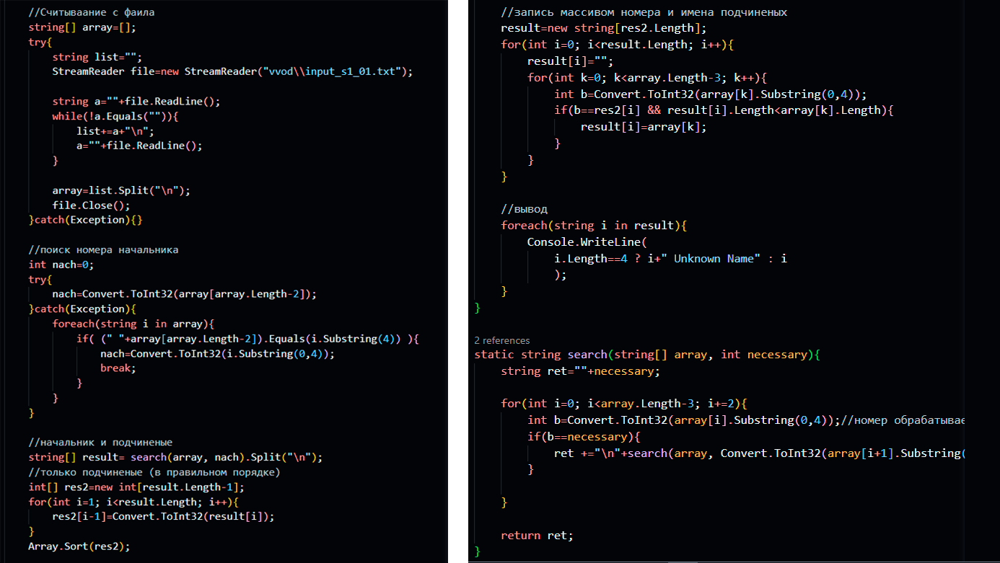 //Считываание с фаила
string[] array=[];
try{
string list="";
StreamReader file=new StreamReader("vvod\\input_s1_01.txt");
string a=""+file.ReadLine();
while(!a.Equals("")){
list+=a+"\n";
a=""+file.ReadLine();
}
array=list.Split("\n");
file.Close();
}catch(Exception){}
//поиск номера начальника
int nach=0;
try{
nach=Convert.ToInt32(array[array.Length-2]);
}catch(Exception){
foreach(string i in array){
if( (" "+array[array.Length-2]).Equals(i.Substring(4)) ){
nach=Convert.ToInt32(i.Substring(0,4));
break;
}
}
}
//начальник и подчиненые
string[] result= search(array, nach).Split("\n");
//только подчиненые (в правильном порядке)
int[] res2=new int[result.Length-1];
for(int i=1; i<result.Length; i++){
res2[i-1]=Convert.ToInt32(result[i]);
}
Array.Sort(res2);
//запись массивом номера и имена подчиненых
result=new string[res2.Length];
for(int i=0; i<result.Length; i++){
result[i]="";
for(int k=0; k<array.Length-3; k++){
int b=Convert.ToInt32(array[k].Substring(0,4));
if(b==res2[i] && result[i].Length<array[k].Length){
result[i]=array[k];
}
}
}
//вывод
foreach(string i in result){
Console.WriteLine(
i.Length==4 ? i+" Unknown Name" : i
);
}
}
2 references
static string search(string[] array, int necessary){
string ret=""+necessary;
for(int i=0; i<array.Length-3; i+=2){
int b=Convert.ToInt32(array[i].Substring(0,4));//номер обрабатывае
if(b==necessary){
ret +="\n"+search(array, Convert.ToInt32(array[i+1].Substring(
}
}
return ret;
}